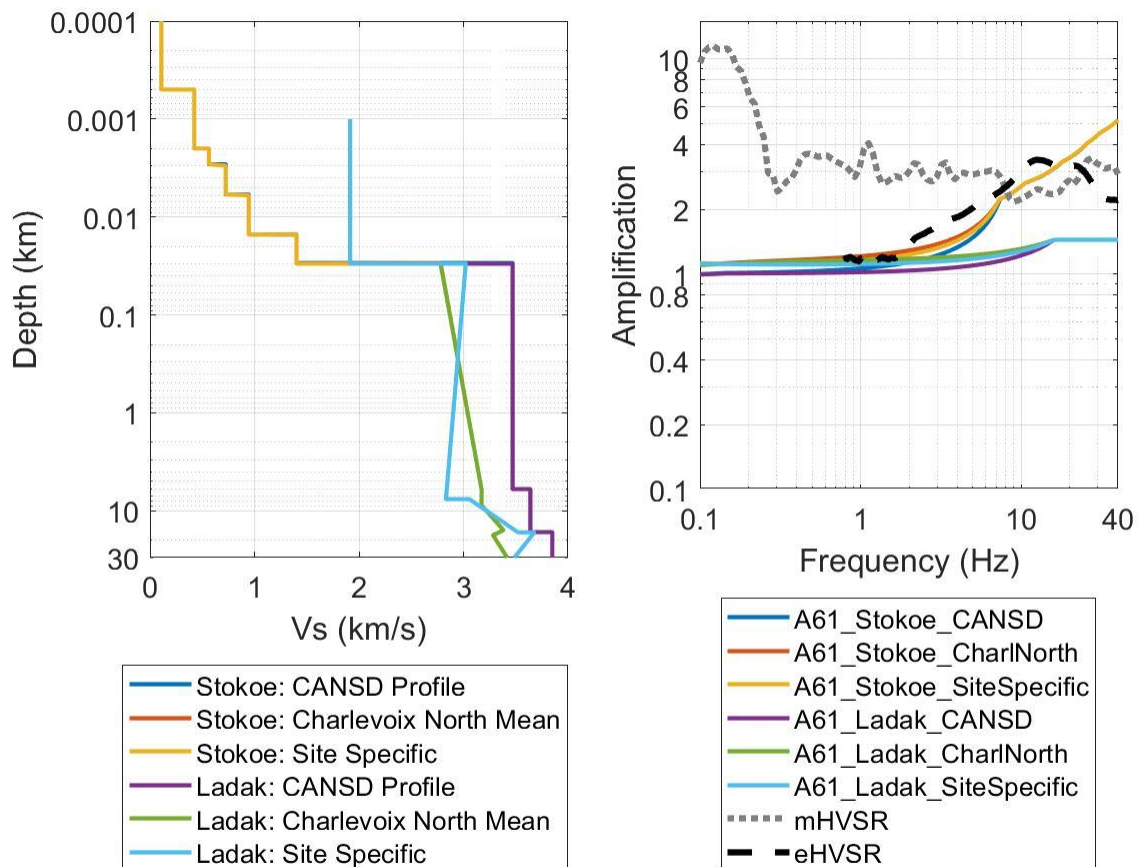 0.0001
0.001
0.01
0.1
1
10
30
Depth (km)
0
1
2
3
4
Vs (km/s)
Stokoe: CANSD Profile
Stokoe: Charlevoix North Mean
Stokoe: Site Specific
Ladak: CANSD Profile
Ladak: Charlevoix North Mean
Ladak: Site Specific
10
8
6
4
2
1
0.8
0.4
0.2
0.1
Amplification
0.1
1
10
40
Frequency (Hz)
A61_Stokoe_CANSD
A61_Stokoe_CharlNorth
A61_Stokoe_SiteSpecific
A61_Ladak_CANSD
A61_Ladak_CharlNorth
A61_Ladak_SiteSpecific
mHVSR
eHVSR